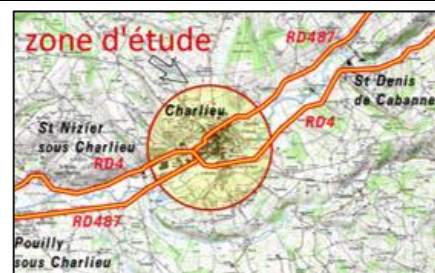 zone d'étude
RD487
Charlieu
St Denis
de Cabanne
St Nizier
sous Charlieu
RD4
RD4
RD487
Pouilly
sous Charlieu